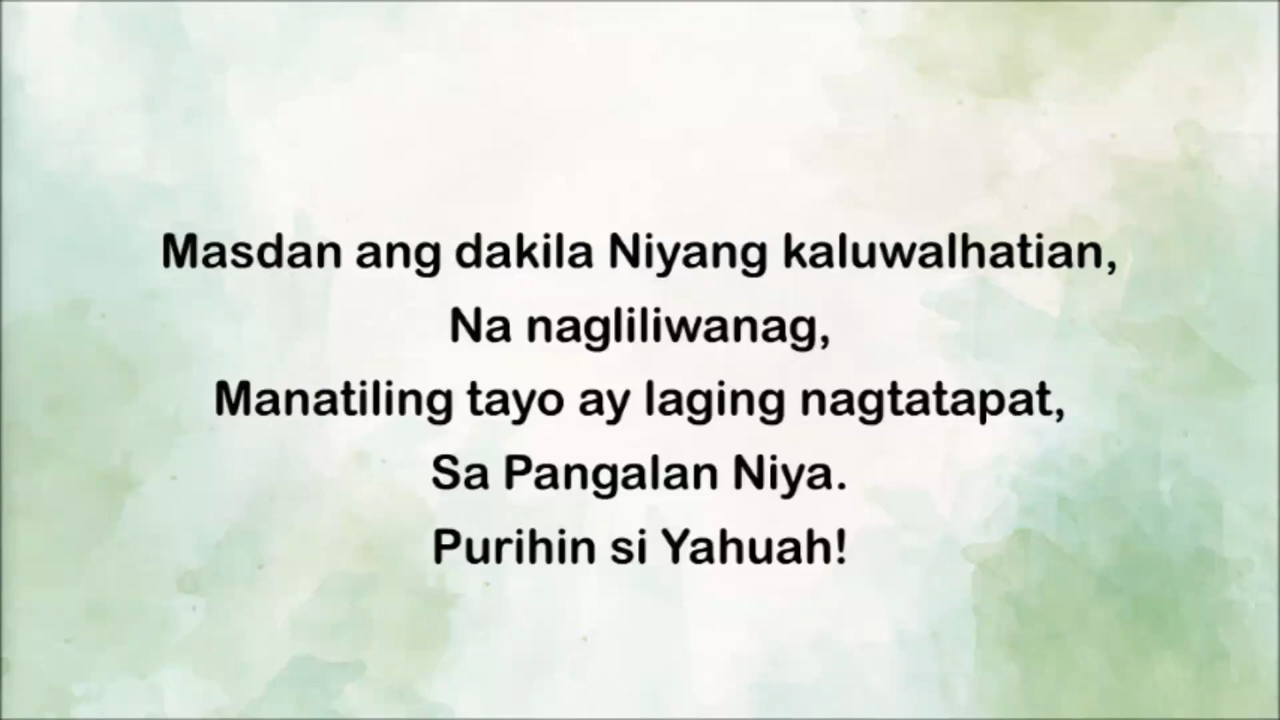 Masdan ang dakila Niyang kaluwalhatian,
Na nagliliwanag,
Manatiling tayo ay laging nagtatapat,
Sa Pangalan Niya.
Purihin si Yahuah!